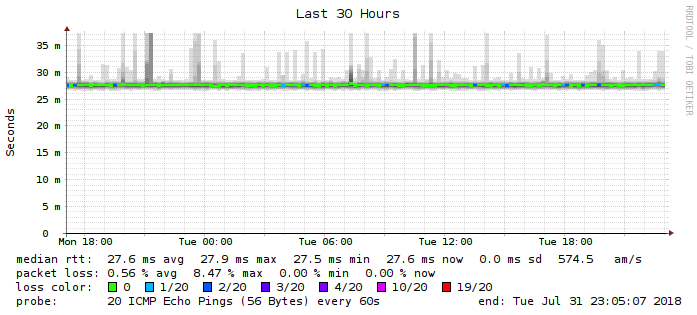 Last 30 Hours
RRDTOOL / TOBI OETIKER
Seconds
35 m
30 m
25 m
20 m
15 m
10 m
5 m
0
Mon 18:00 Tue 00:00 Tue 06:00 Tue 12:00 Tue 18:00
median rtt: 27.6 ms avg 27.9 ms max 27.5 ms min 27.6 ms now 0.0 ms sd 574.5 am/s
packet loss: 0.56 % avg 8.47 % max 0.00 % min 0.00 % now
loss color: 0 1/20 2/20 3/20 4/20 10/20 19/20
probe: 20 ICMP Echo Pings (56 Bytes) every 60s end: Tue Jul 31 23:05:07 2018